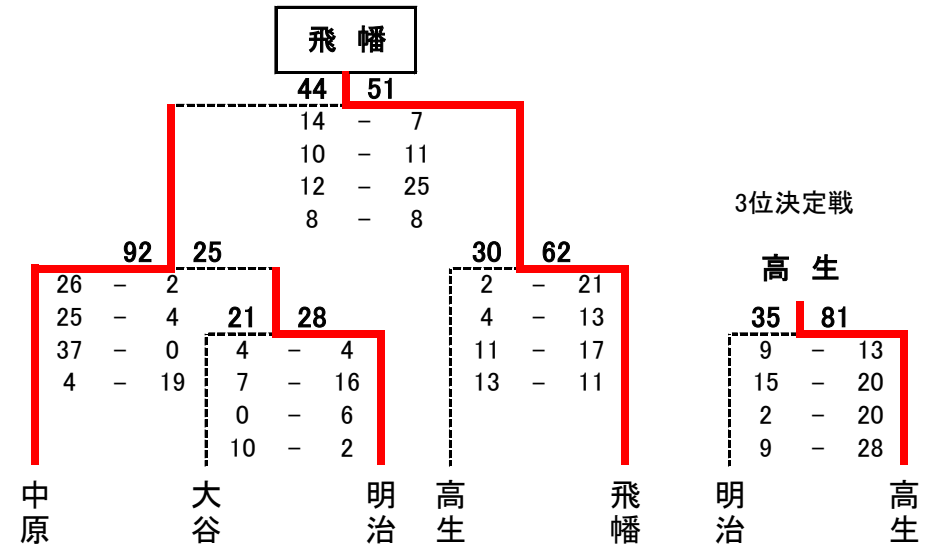 飛 幡
44 51
14 - 7
10 - 11
12 - 25
8 - 8
3位決定戦
92 25
30 62
高 生
26 - 2
2 - 21
25 - 4
21 28
4 - 13
35 81
37 - 0
4 - 4
11 - 17
9 - 13
4 - 19
7 - 16
13 - 11
15 - 20
0 - 6
2 - 20
10 - 2
9 - 28
中原
大谷
明治
高生
飛幡
明治
高生